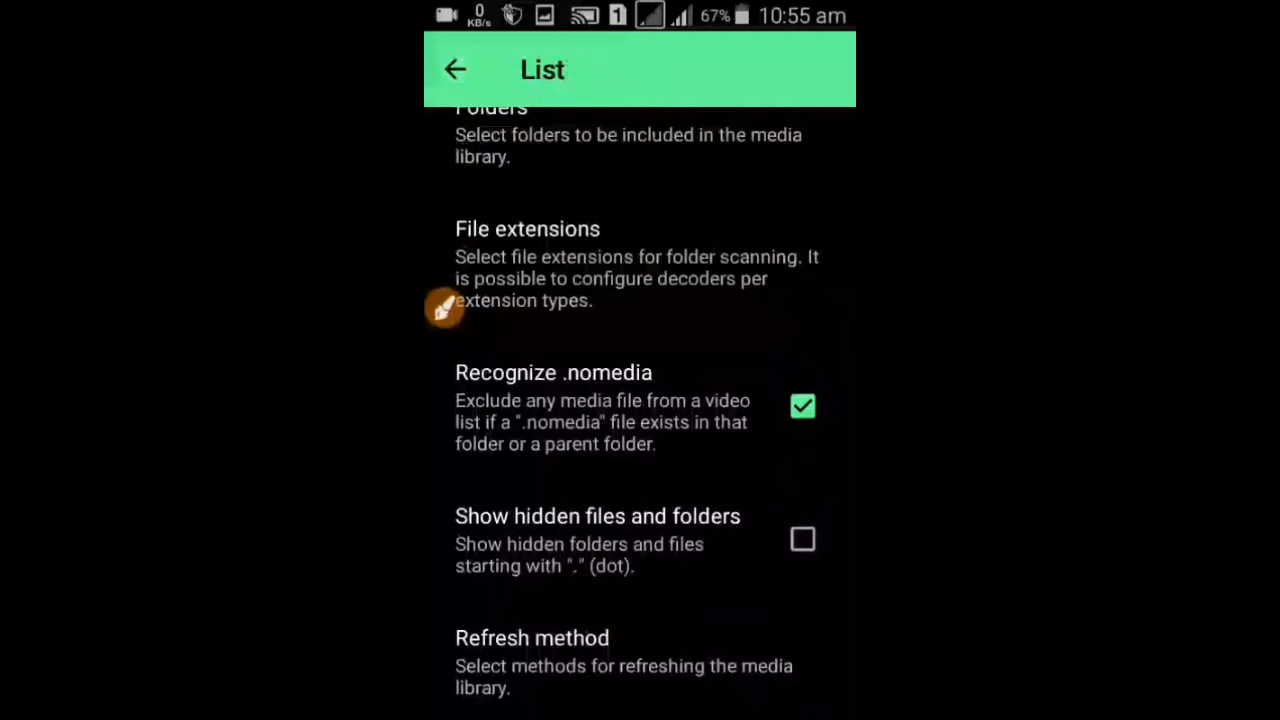 0
KB/s
1
67%
10:55 am
List
Folders
Select folders to be included in the media
library.
File extensions
Select file extensions for folder scanning. It
is possible to configure decoders per
extension types.
Recognize .nomedia
Exclude any media file from a video
list if a ".nomedia" file exists in that
folder or a parent folder.
Show hidden files and folders
Show hidden folders and files
starting with "." (dot).
Refresh method
Select methods for refreshing the media
library.